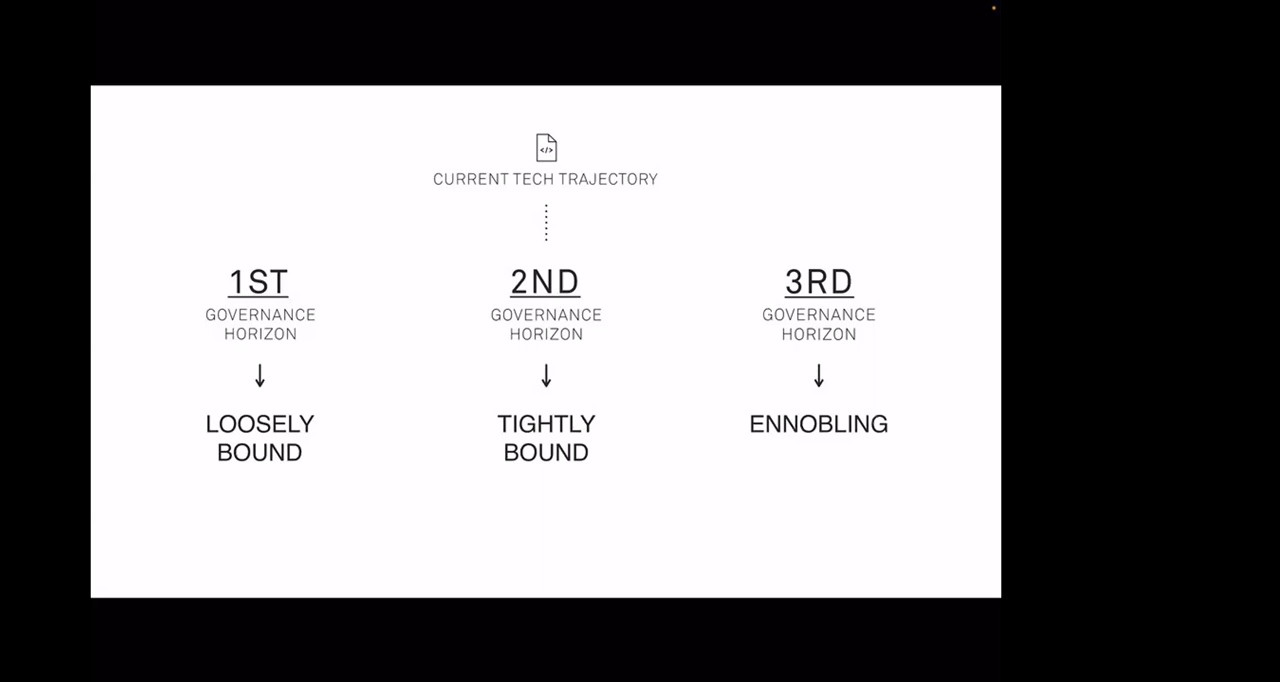 </>
CURRENT TECH TRAJECTORY
1ST
GOVERNANCE
HORIZON
LOOSELY
BOUND
2ND
GOVERNANCE
HORIZON
TIGHTLY
BOUND
3RD
GOVERNANCE
HORIZON
ENNOBLING